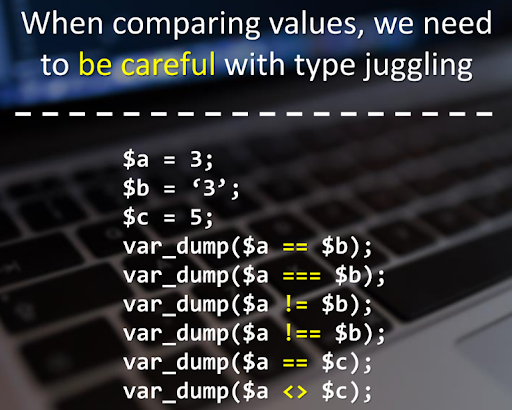 When comparing values, we need
to be careful with type juggling
$a = 3;
$b = ‘3’;
$c = 5;
var_dump($a == $b);
var_dump($a === $b);
var_dump($a != $b);
var_dump($a !== $b);
var_dump($a == $c);
var_dump($a <> $c);